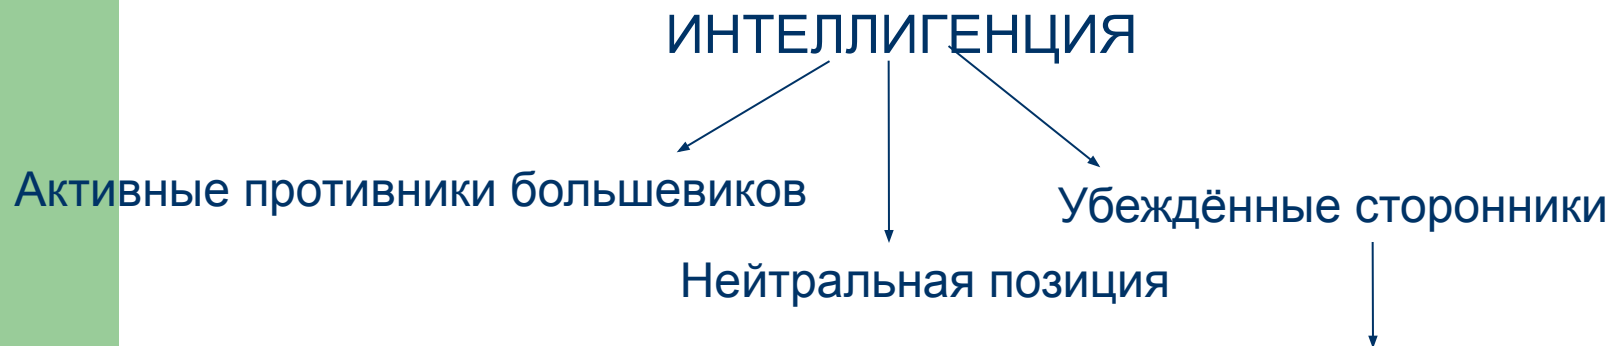 ИНТЕЛЛИГЕНЦИЯ
Активные противники большевиков
Убеждённые сторонники
Нейтральная позиция